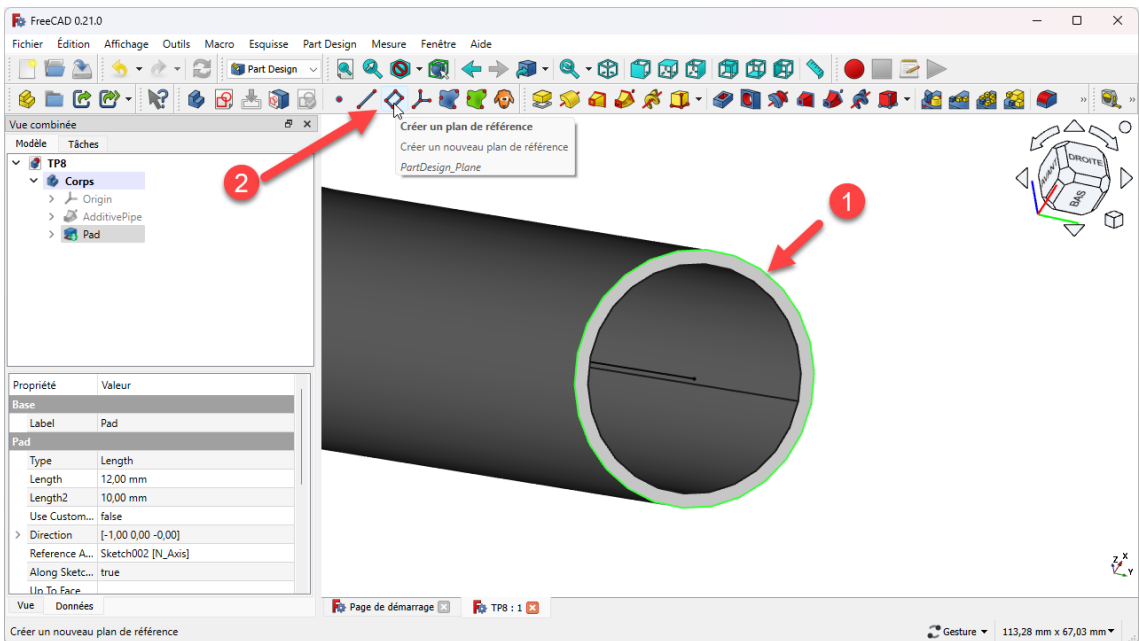 FreeCAD 0.21.0
Fichier Édition Affichage Outils Macro Esquisse Part Design Mesure Fenêtre Aide
Part Design
Vue combinée
Modèle Tâches
TP8
Corps
Origin
AdditivePipe
Pad
2
Créer un plan de référence
Créer un nouveau plan de référence
PartDesign_Plane
1
DROITE
AVANT
BAS
Propriété Valeur
Base
Label Pad
Pad
Type Length
Length 12,00 mm
Length2 10,00 mm
Use Custom... false
Direction [-1,00 0,00 -0,00]
Reference A... Sketch002 [N_Axis]
Along Sketc... true
Up To Face
Vue Données
Page de démarrage
TP8 : 1
Z X
Y
Créer un nouveau plan de référence
Gesture
113,28 mm x 67,03 mm